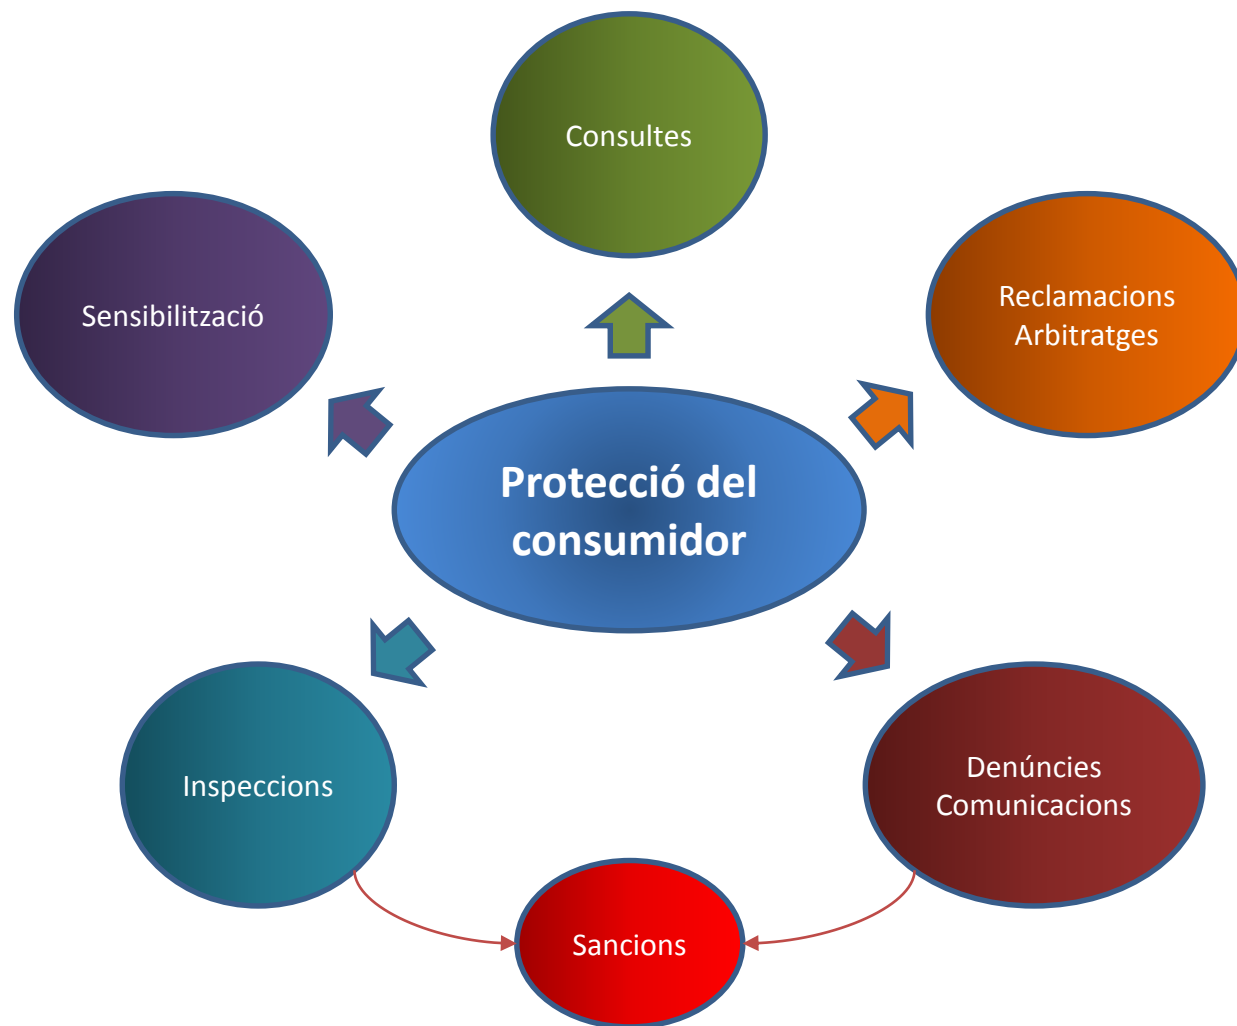 Consultes
Sensibilització
Reclamacions
Arbitratges
Protecció del
consumidor
Inspeccions
Denúncies
Comunicacions
Sancions